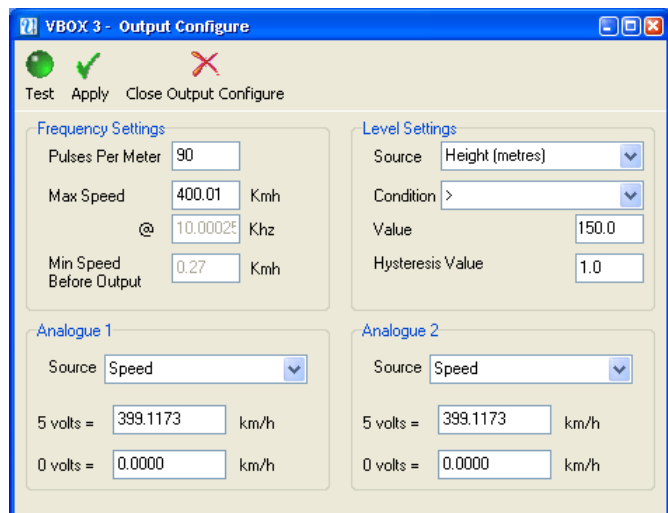 VBOX 3 - Output Configure
Test Apply Close Output Configure
Frequency Settings
Pulses Per Meter 90
Max Speed 400.01 Kmh
@ 10.00025 Khz
Min Speed
Before Output 0.27 Kmh
Level Settings
Source Height (metres)
Condition >
Value 150.0
Hysteresis Value 1.0
Analogue 1
Source Speed
5 volts = 399.1173 km/h
0 volts = 0.0000 km/h
Analogue 2
Source Speed
5 volts = 399.1173 km/h
0 volts = 0.0000 km/h